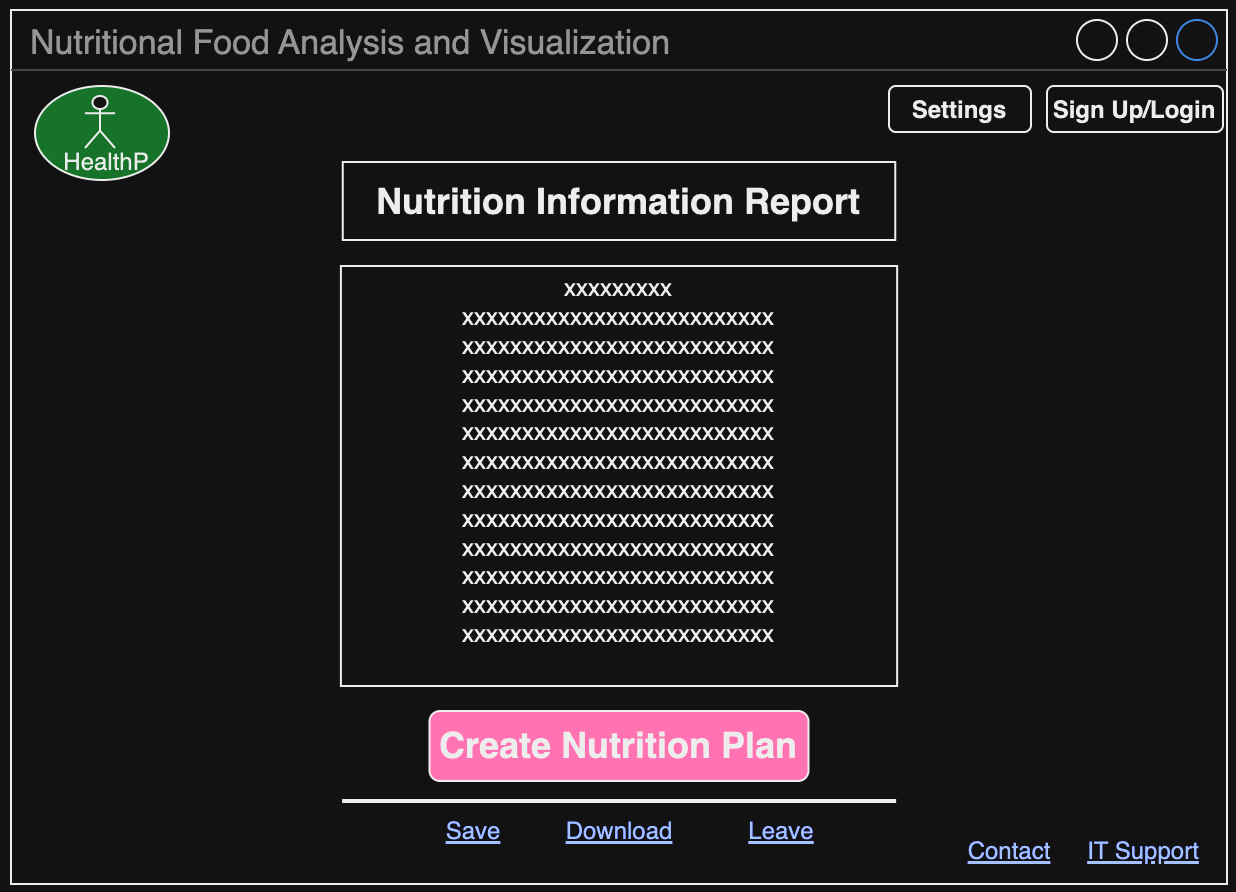 Nutritional Food Analysis and Visualization
Settings
Sign Up/Login
HealthP
Nutrition Information Report
xxxxxxxxx
xxxxxxxxxxxxxxxxxxxxxxxxxx
xxxxxxxxxxxxxxxxxxxxxxxxxx
xxxxxxxxxxxxxxxxxxxxxxxxxx
xxxxxxxxxxxxxxxxxxxxxxxxxx
xxxxxxxxxxxxxxxxxxxxxxxxxx
xxxxxxxxxxxxxxxxxxxxxxxxxx
xxxxxxxxxxxxxxxxxxxxxxxxxx
xxxxxxxxxxxxxxxxxxxxxxxxxx
xxxxxxxxxxxxxxxxxxxxxxxxxx
xxxxxxxxxxxxxxxxxxxxxxxxxx
xxxxxxxxxxxxxxxxxxxxxxxxxx
xxxxxxxxxxxxxxxxxxxxxxxxxx
Create Nutrition Plan
Save
Download
Leave
Contact
IT Support